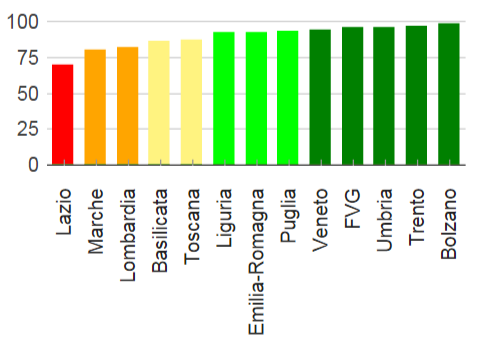 100
75
50
25
0
Lazio
Marche
Lombardia
Basilicata
Toscana
Liguria
Emilia-Romagna
Puglia
Veneto
FVG
Umbria
Trento
Bolzano